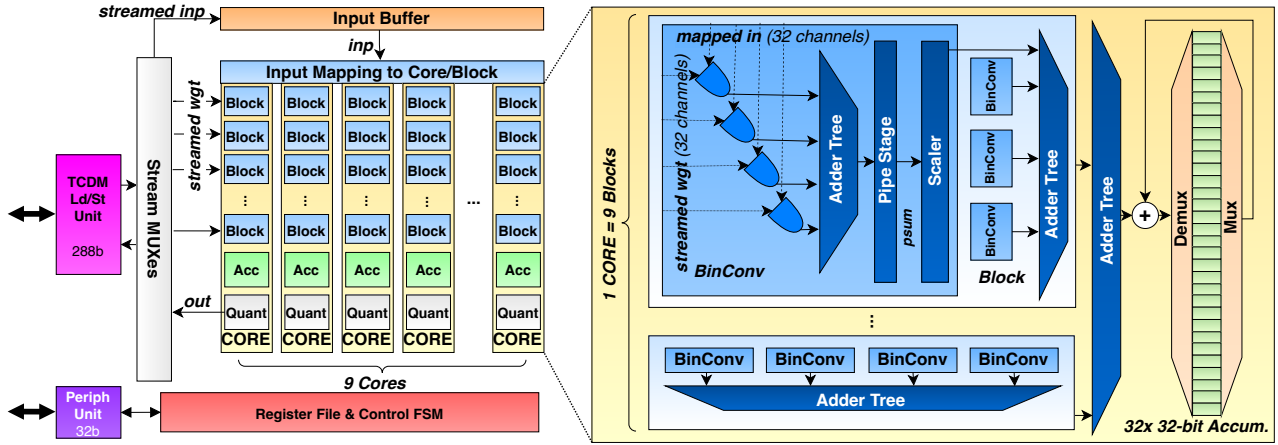 streamed inp
Input Buffer
inp
Input Mapping to Core/Block
streamed wgt
Block Block Block Block Block
Block Block Block Block Block
Block Block Block Block Block
... ... ... ... ...
...
Block Block Block Block Block
Acc Acc Acc Acc Acc
Quant Quant Quant Quant Quant
CORE CORE CORE CORE CORE
out
9 Cores
Stream MUXes
TCDM
Ld/St
Unit
288b
Periph
Unit
32b
Register File & Control FSM
1 CORE = 9 Blocks
mapped in (32 channels)
streamed wgt (32 channels)
BinConv
Adder Tree
Pipe Stage
psum
Scaler
BinConv
BinConv
BinConv
Block
Adder Tree
Adder Tree
...
BinConv BinConv BinConv BinConv
Adder Tree
+
Demux
Mux
32x 32-bit Accum.